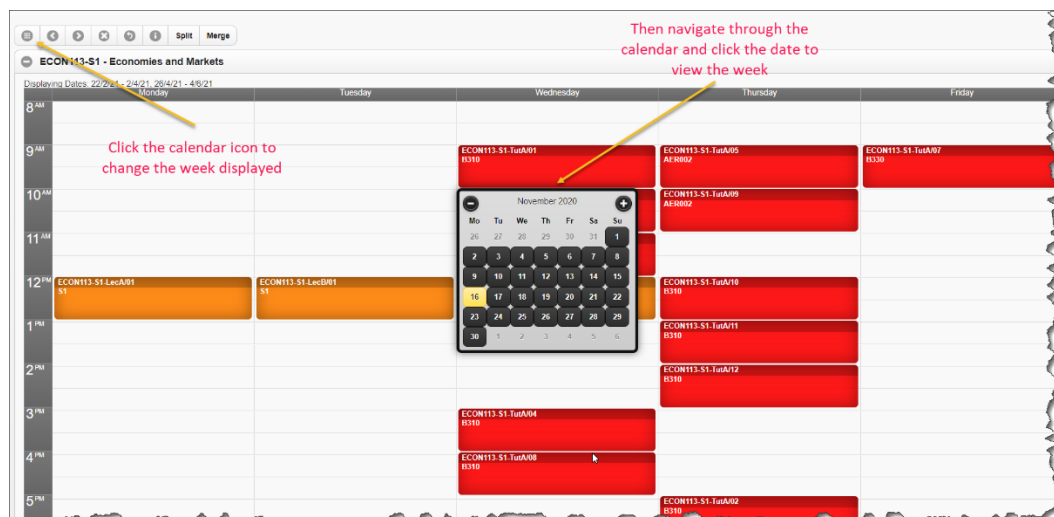 Split Merge
Then navigate through the
calendar and click the date to
view the week
ECON113-S1 - Economies and Markets
Displaying Dates: 22/2/21 - 2/4/21, 26/4/21 - 4/6/21
Monday Tuesday Wednesday Thursday Friday
8 AM
Click the calendar icon to
change the week displayed
9 AM
ECON113-S1-TutA/01
B310
ECON113-S1-TutA/05
AER002
ECON113-S1-TutA/07
B330
10 AM
ECON113-S1-TutA/09
AER002
November 2020
Mo Tu We Th Fr Sa Su
26 27 28 29 30 31 1
2 3 4 5 6 7 8
9 10 11 12 13 14 15
16 17 18 19 20 21 22
23 24 25 26 27 28 29
30 1 2 3 4 5 6
11 AM
12 PM
ECON113-S1-LecA/01
S1
ECON113-S1-LecB/01
S1
ECON113-S1-TutA/10
B310
1 PM
ECON113-S1-TutA/11
B310
2 PM
ECON113-S1-TutA/12
B310
3 PM
ECON113-S1-TutA/04
B310
4 PM
ECON113-S1-TutA/08
B310
5 PM
ECON113-S1-TutA/02
B310